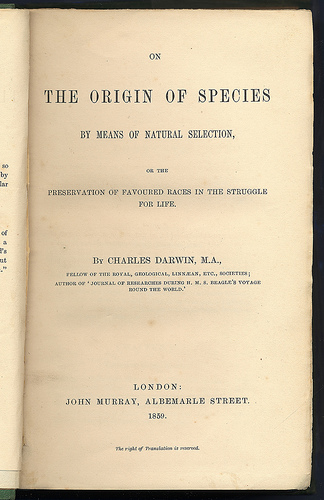 so
by
lar
of
a
ut
."
ON
THE ORIGIN OF SPECIES
BY MEANS OF NATURAL SELECTION,
OR THE
PRESERVATION OF FAVOURED RACES IN THE STRUGGLE
FOR LIFE.
BY CHARLES DARWIN, M.A.,
FELLOW OF THE ROYAL, GEOLOGICAL, LINNÆAN, ETC., SOCIETIES;
AUTHOR OF 'JOURNAL OF RESEARCHES DURING H. M. S. BEAGLE'S VOYAGE
ROUND THE WORLD.'
LONDON:
JOHN MURRAY, ALBEMARLE STREET.
1859.
The right of Translation is reserved.